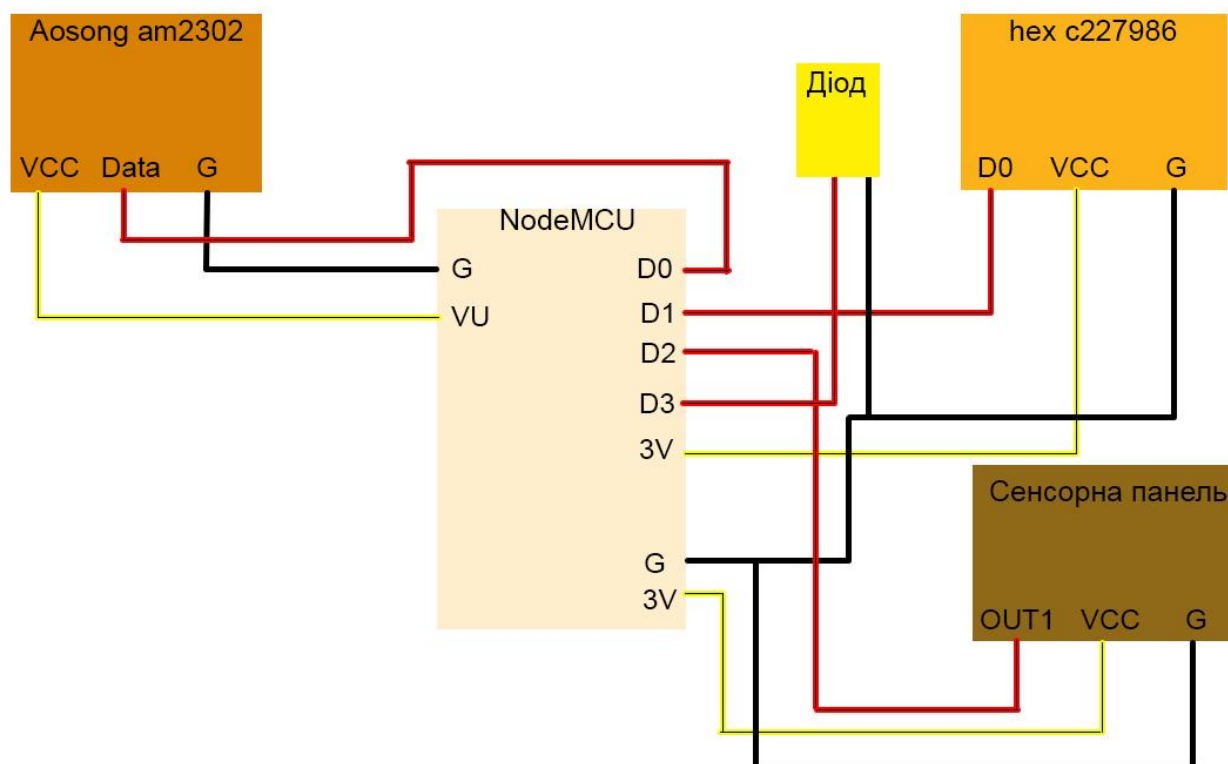 Aosong am2302
VCC Data G
Діод
hex c227986
D0 VCC G
NodeMCU
G
VU
D0
D1
D2
D3
3V
G
3V
Сенсорна панель
OUT1 VCC G